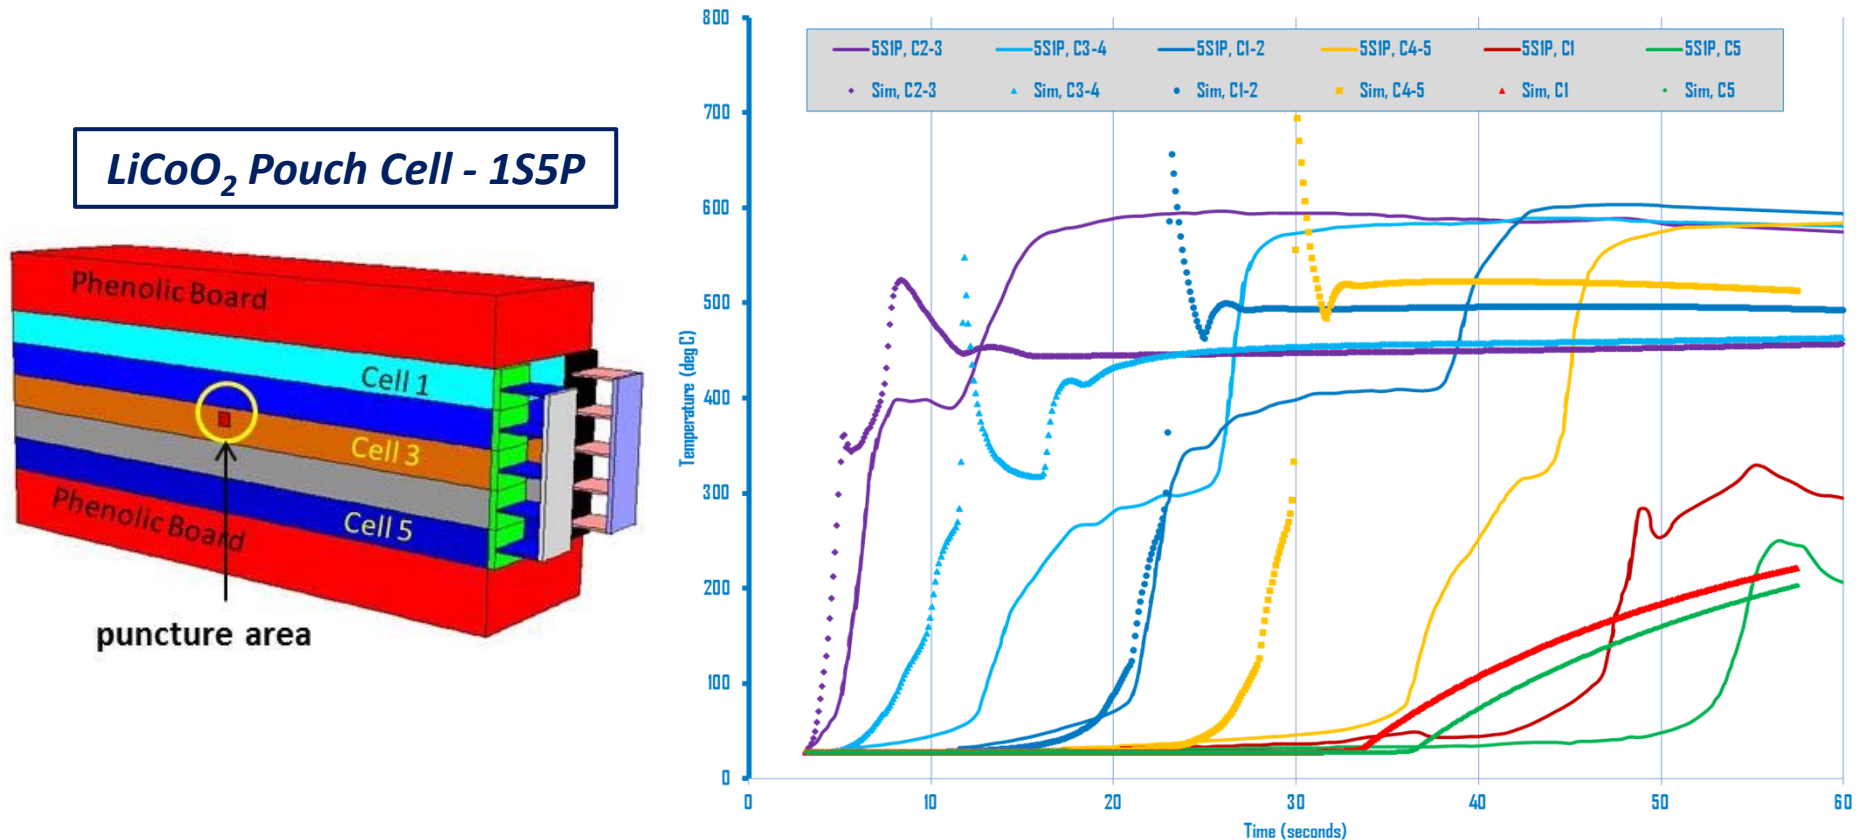 LiCoO2 Pouch Cell - 1S5P
Phenolic Board
Cell 1
Cell 3
Cell 5
Phenolic Board
puncture area
5S1P, C2-3
5S1P, C3-4
5S1P, C1-2
5S1P, C4-5
5S1P, C1
5S1P, C5
Sim, C2-3
Sim, C3-4
Sim, C1-2
Sim, C4-5
Sim, C1
Sim, C5
Temperature (deg C)
800
700
600
500
400
300
200
100
0
0
10
20
30
40
50
60
Time (seconds)